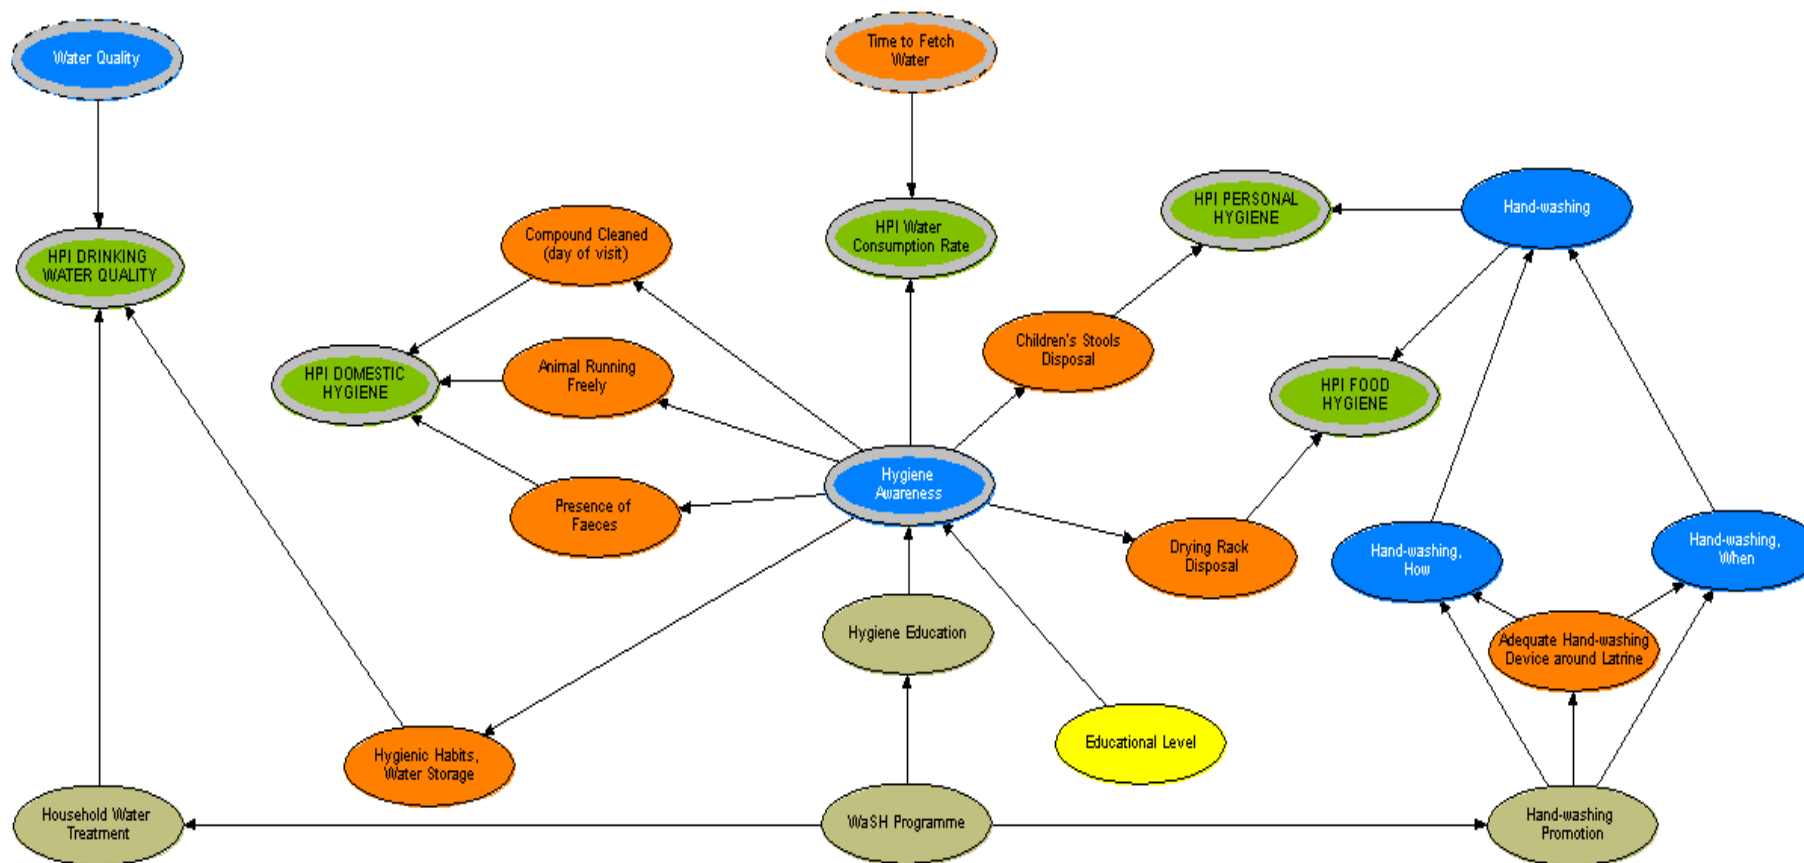 Water Quality
Time to Fetch
Water
Hand-washing
HPI PERSONAL
HYGIENE
HPI Water
Consumption Rate
Compound Cleaned
(day of visit)
HPI DRINKING
WATER QUALITY
Children's Stools
Disposal
Animal Running
Freely
HPI DOMESTIC
HYGIENE
HPI FOOD
HYGIENE
Hygiene
Awareness
Presence of
Faeces
Drying Rack
Disposal
Hand-washing,
How
Hand-washing,
When
Hygiene Education
Adequate Hand-washing
Device around Latrine
Educational Level
Hygienic Habits,
Water Storage
Household Water
Treatment
WaSH Programme
Hand-washing
Promotion